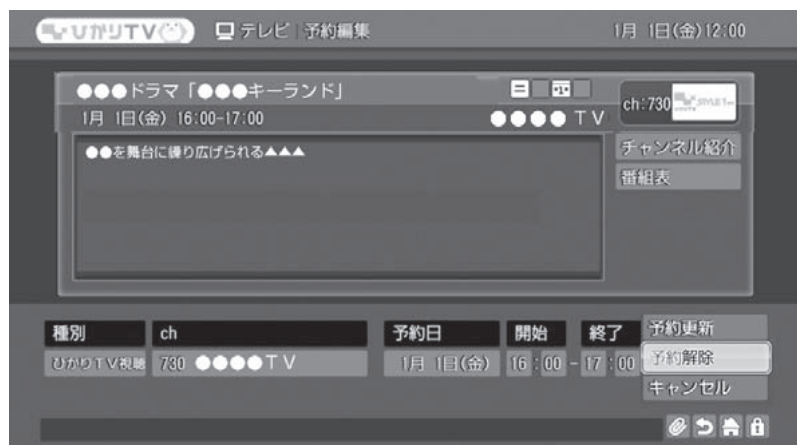 ひかりTV テレビ 予約編集 1月 1日(金)12:00
●●●ドラマ「●●●キーランド」 二
1月 1日(金) 16:00-17:00 ●●●● TV
ch:730
●●を舞台に繰り広げられる▲▲▲
チャンネル紹介
番組表
種別 ch 予約日 開始 終了
ひかりTV視聴 730 ●●●●TV 1月 1日(金) 16:00-17:00
予約更新
予約解除
キャンセル